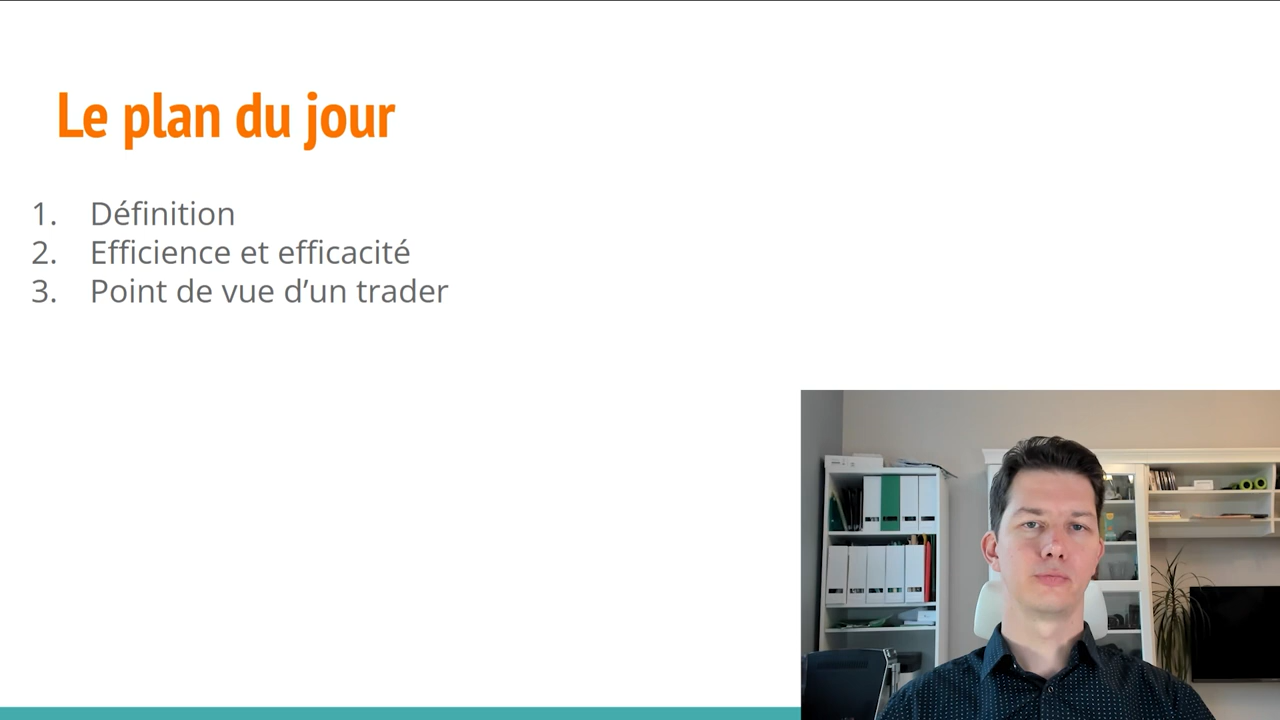 Le plan du jour
1. Définition
2. Efficience et efficacité
3. Point de vue d’un trader